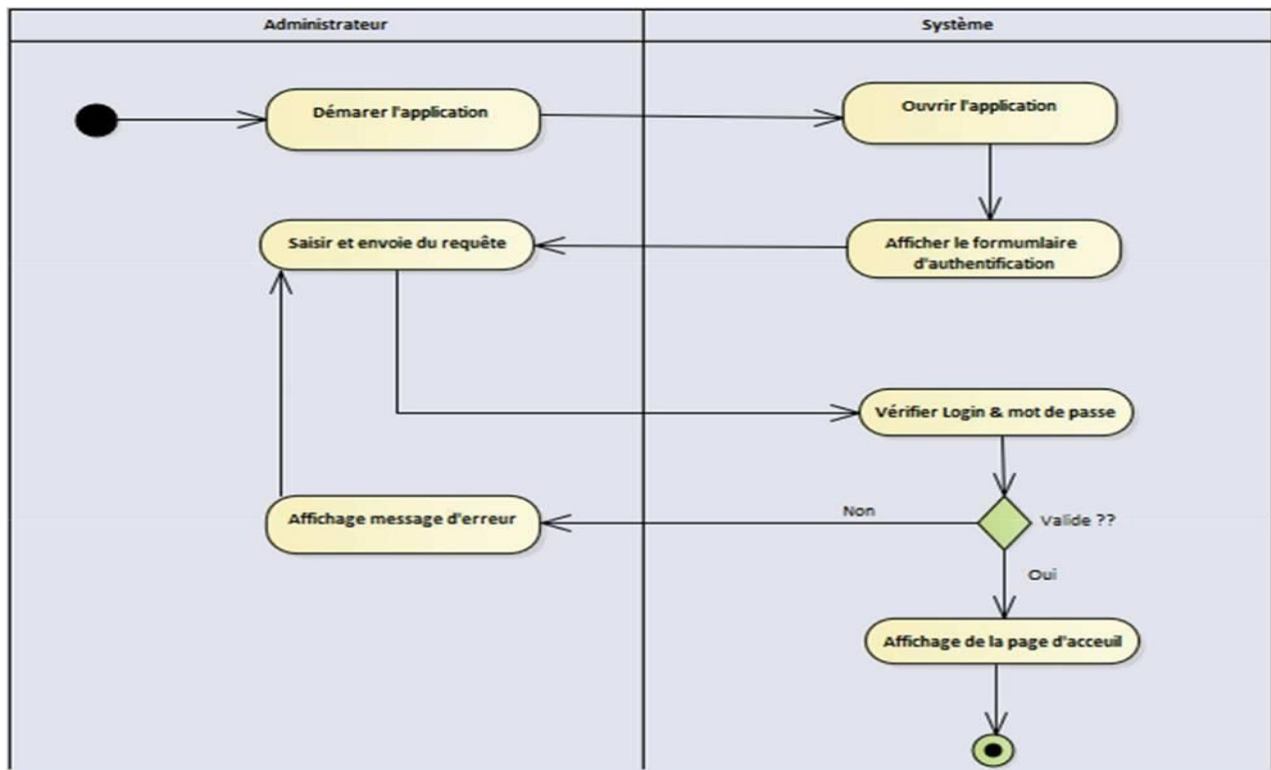 Administrateur
Système
Démarer l'application
Ouvrir l'application
Saisir et envoie du requête
Afficher le formumlaire
d'authentification
Vérifier Login & mot de passe
Affichage message d'erreur
Non
Valide ??
Oui
Affichage de la page d'acceuil